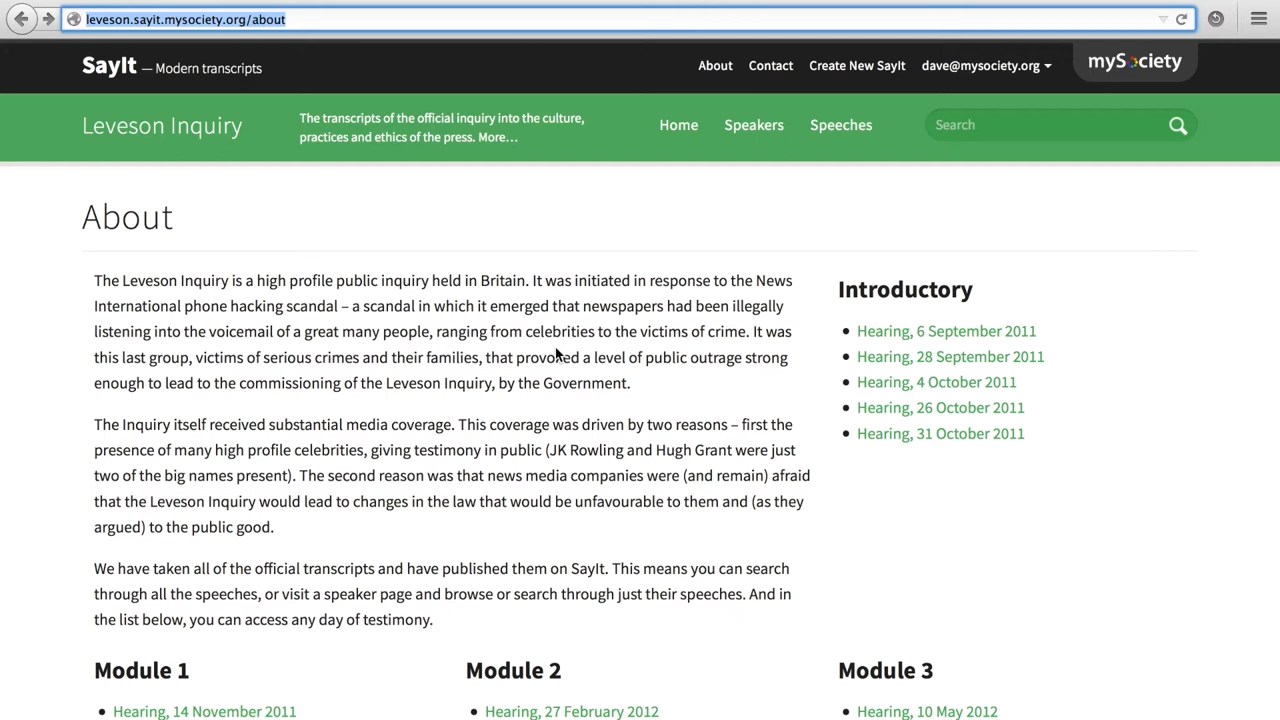 leveson.sayit.mysociety.org/about
SayIt — Modern transcripts
About
Contact
Create New SayIt
dave@mysociety.org
mySociety
Leveson Inquiry
The transcripts of the official inquiry into the culture,
practices and ethics of the press. More...
Home
Speakers
Speeches
Search
About
The Leveson Inquiry is a high profile public inquiry held in Britain. It was initiated in response to the News
International phone hacking scandal – a scandal in which it emerged that newspapers had been illegally
listening into the voicemail of a great many people, ranging from celebrities to the victims of crime. It was
this last group, victims of serious crimes and their families, that provoked a level of public outrage strong
enough to lead to the commissioning of the Leveson Inquiry, by the Government.
The Inquiry itself received substantial media coverage. This coverage was driven by two reasons – first the
presence of many high profile celebrities, giving testimony in public (JK Rowling and Hugh Grant were just
two of the big names present). The second reason was that news media companies were (and remain) afraid
that the Leveson Inquiry would lead to changes in the law that would be unfavourable to them and (as they
argued) to the public good.
We have taken all of the official transcripts and have published them on SayIt. This means you can search
through all the speeches, or visit a speaker page and browse or search through just their speeches. And in
the list below, you can access any day of testimony.
Introductory
Hearing, 6 September 2011
Hearing, 28 September 2011
Hearing, 4 October 2011
Hearing, 26 October 2011
Hearing, 31 October 2011
Module 1
Hearing, 14 November 2011
Module 2
Hearing, 27 February 2012
Module 3
Hearing, 10 May 2012